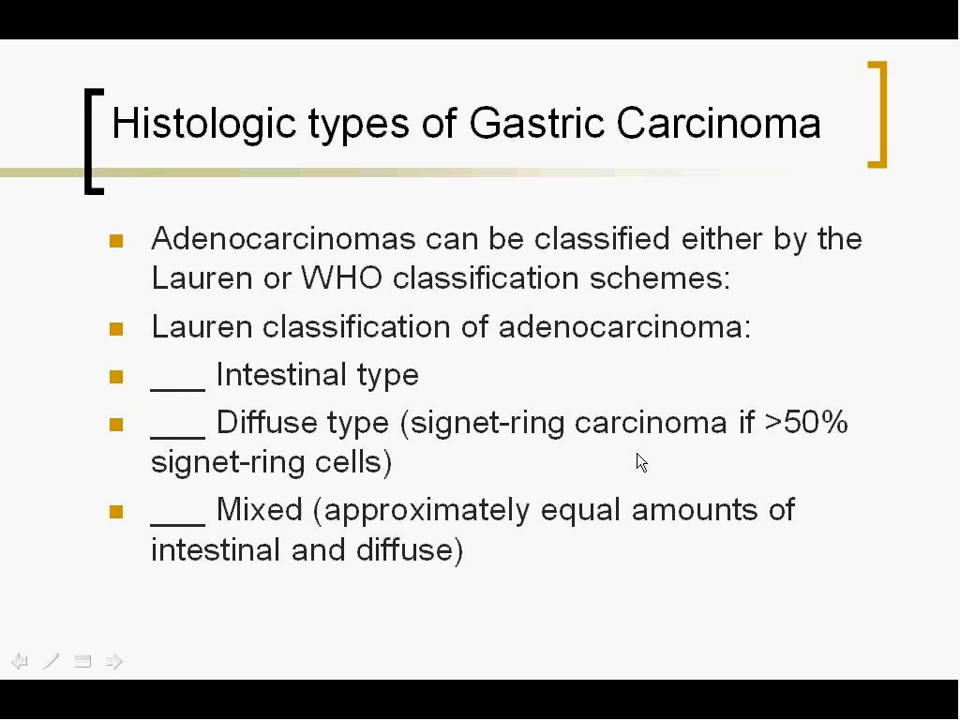 Histologic types of Gastric Carcinoma
Adenocarcinomas can be classified either by the
Lauren or WHO classification schemes:
Lauren classification of adenocarcinoma:
___ Intestinal type
___ Diffuse type (signet-ring carcinoma if >50%
signet-ring cells)
___ Mixed (approximately equal amounts of
intestinal and diffuse)